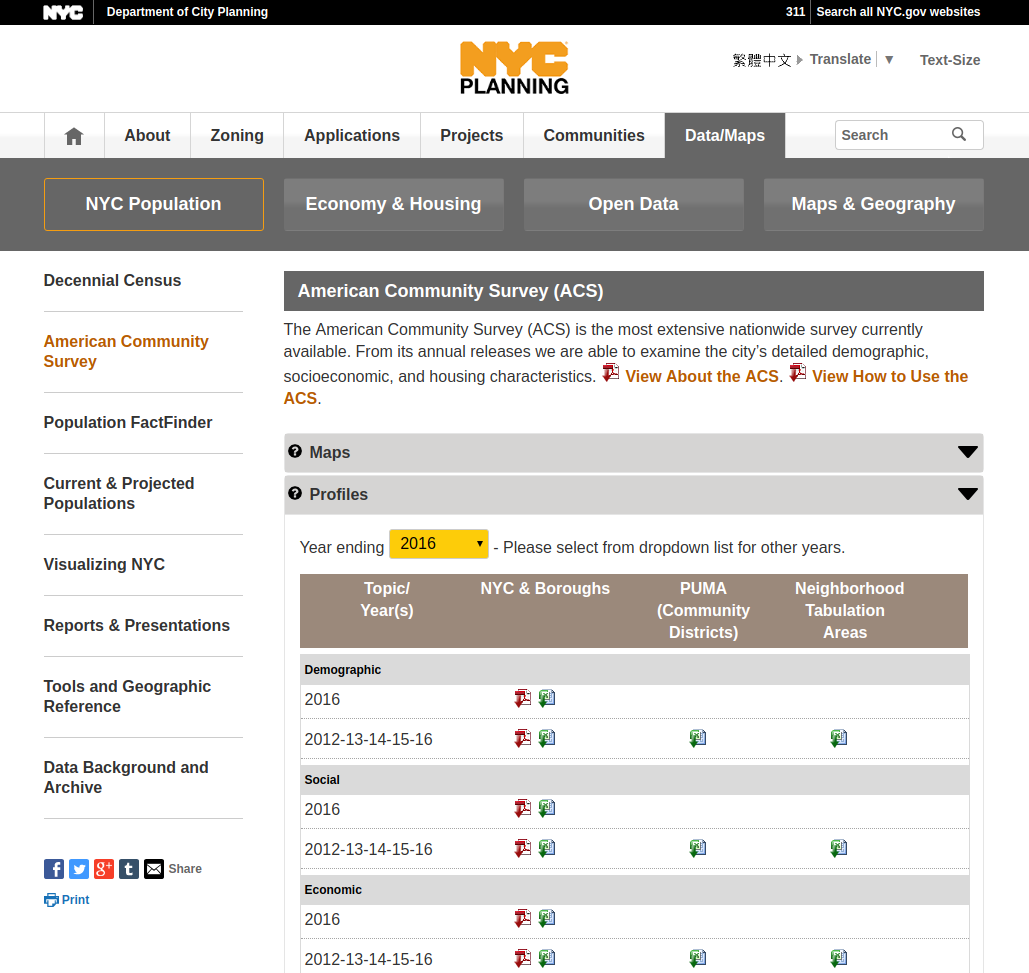 NYC Department of City Planning 311 Search all NYC.gov websites
NYC
PLANNING
繁體中文 Translate ▼ Text-Size
About Zoning Applications Projects Communities Data/Maps Search
NYC Population Economy & Housing Open Data Maps & Geography
Decennial Census
American Community
Survey
Population FactFinder
Current & Projected
Populations
Visualizing NYC
Reports & Presentations
Tools and Geographic
Reference
Data Background and
Archive
Share
Print
American Community Survey (ACS)
The American Community Survey (ACS) is the most extensive nationwide survey currently
available. From its annual releases we are able to examine the city’s detailed demographic,
socioeconomic, and housing characteristics. View About the ACS. View How to Use the
ACS.
Maps
Profiles
Year ending 2016 - Please select from dropdown list for other years.
Topic/ NYC & Boroughs PUMA Neighborhood
Year(s) (Community Tabulation
Districts) Areas
Demographic
2016
2012-13-14-15-16
Social
2016
2012-13-14-15-16
Economic
2016
2012-13-14-15-16